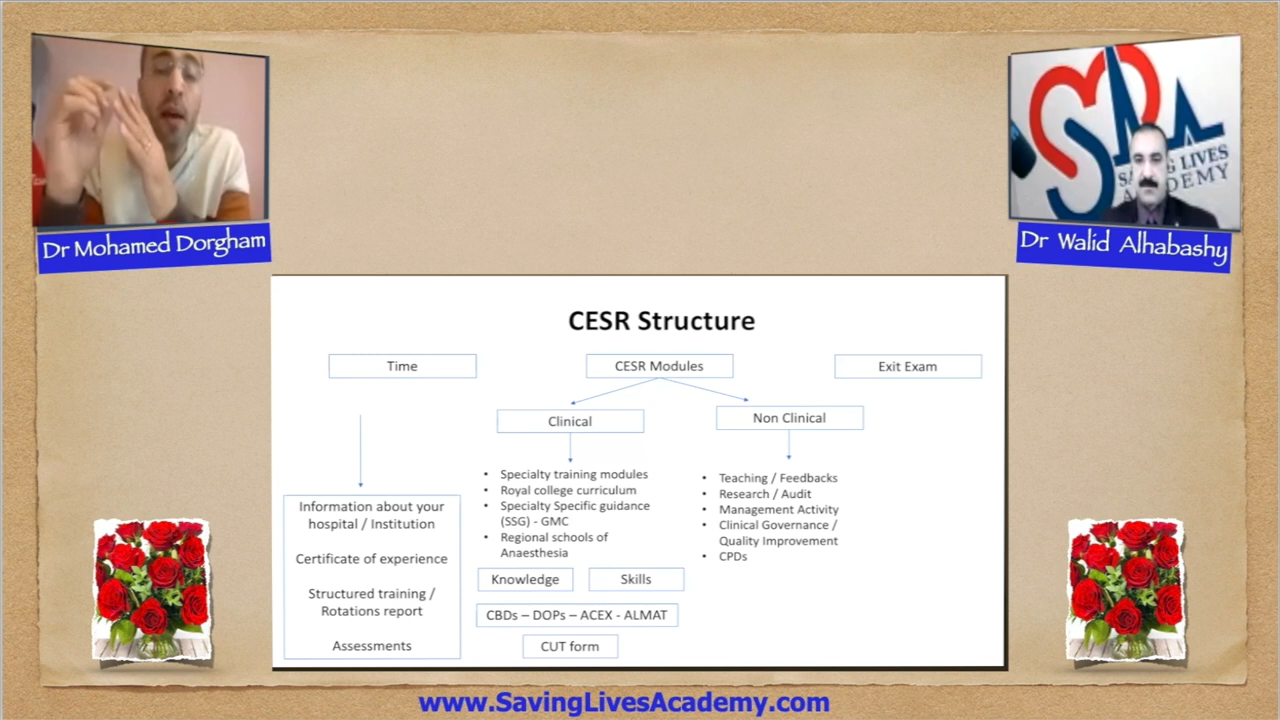 SAVING LIVES
ACADEMY
Dr Mohamed Dorgham
Dr Walid Alhabashy
CESR Structure
Time
CESR Modules
Exit Exam
Clinical
Non Clinical
Information about your
hospital / Institution
Certificate of experience
Structured training /
Rotations report
Assessments
• Specialty training modules
• Royal college curriculum
• Specialty Specific guidance
(SSG) - GMC
• Regional schools of
Anaesthesia
Knowledge
Skills
CBDs – DOPs – ACEX - ALMAT
CUT form
• Teaching / Feedbacks
• Research / Audit
• Management Activity
• Clinical Governance /
Quality Improvement
• CPDs
www.SavingLivesAcademy.com